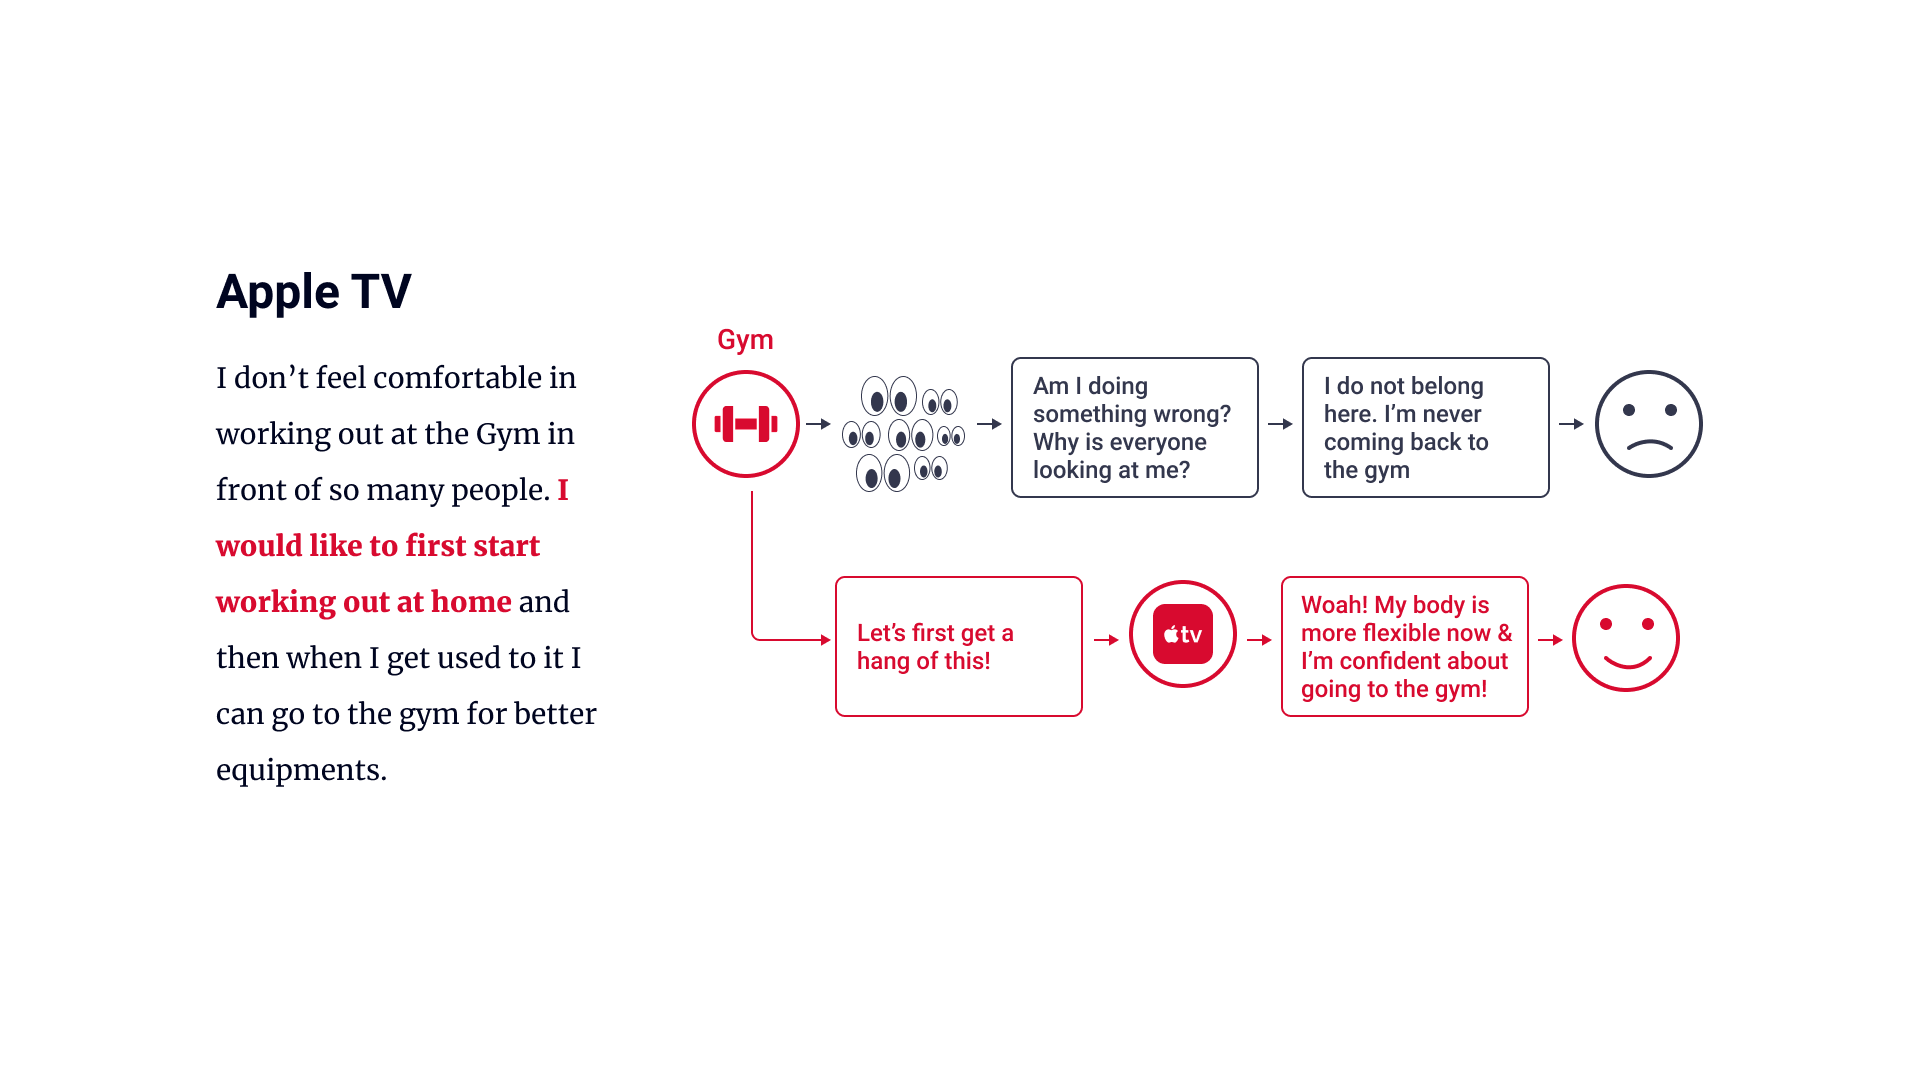 Apple TV
I don’t feel comfortable in
working out at the Gym in
front of so many people. I
would like to first start
working out at home and
then when I get used to it I
can go to the gym for better
equipments.
Gym
Am I doing
something wrong?
Why is everyone
looking at me?
I do not belong
here. I’m never
coming back to
the gym
Let’s first get a
hang of this!
tv
Woah! My body is
more flexible now &
I’m confident about
going to the gym!